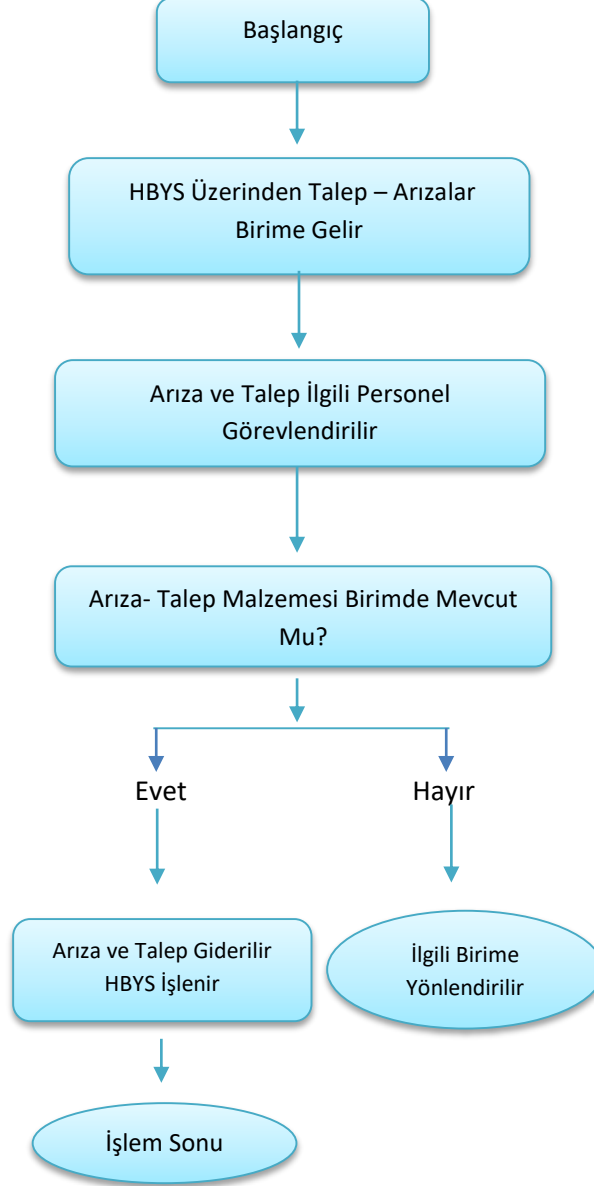 Başlangıç
HBYS Üzerinden Talep – Arızalar
Birime Gelir
Arıza ve Talep İlgili Personel
Görevlendirilir
Arıza- Talep Malzemesi Birimde Mevcut
Mu?
Evet
Hayır
Arıza ve Talep Giderilir
HBYS İşlenir
İlgili Birime
Yönlendirilir
İşlem Sonu